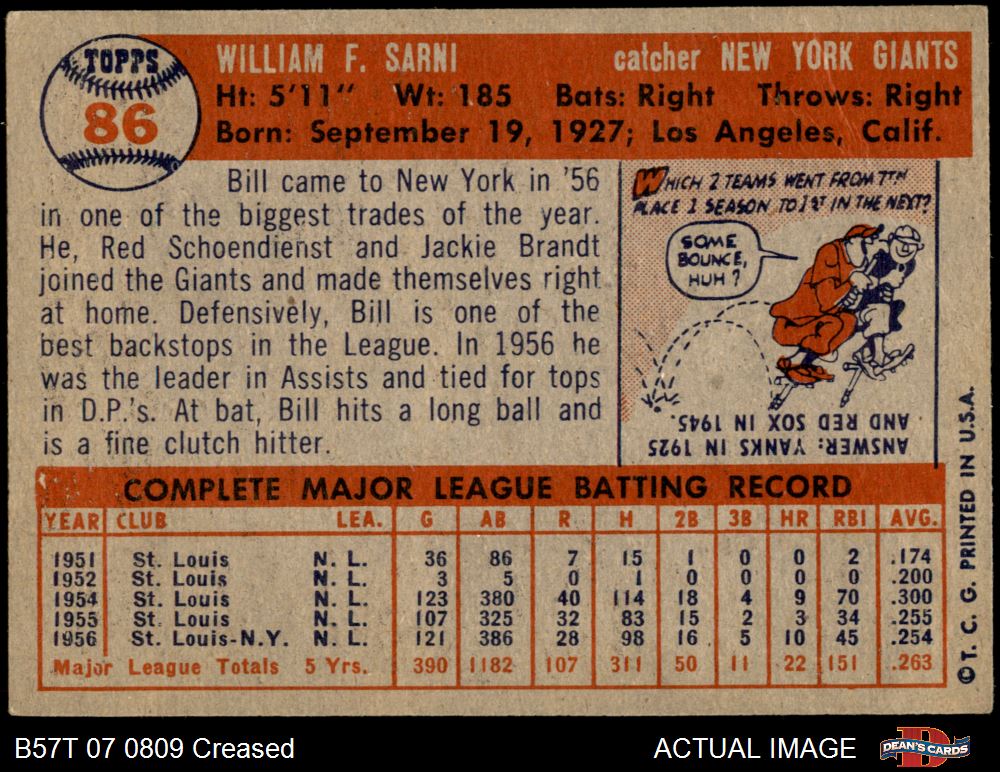 TOPPS
86
WILLIAM F. SARNI catcher NEW YORK GIANTS
Ht: 5'11" Wt: 185 Bats: Right Throws: Right
Born: September 19, 1927; Los Angeles, Calif.
Bill came to New York in '56
in one of the biggest trades of the year.
He, Red Schoendienst and Jackie Brandt
joined the Giants and made themselves right
at home. Defensively, Bill is one of the
best backstops in the League. In 1956 he
was the leader in Assists and tied for tops
in D.P.'s. At bat, Bill hits a long ball and
is a fine clutch hitter.
WHICH 2 TEAMS WENT FROM 7TH
PLACE 1 SEASON TO 1ST IN THE NEXT?
SOME
BOUNCE,
HUH?
ANSWER: YANKS IN 1925
AND RED SOX IN 1945.
COMPLETE MAJOR LEAGUE BATTING RECORD
YEAR CLUB LEA. G AB R H 2B 3B HR RBI AVG.
1951 St. Louis N. L. 36 86 7 15 1 0 0 2 .174
1952 St. Louis N. L. 3 5 0 1 0 0 0 0 .200
1954 St. Louis N. L. 123 380 40 114 18 4 9 70 .300
1955 St. Louis N. L. 107 325 32 83 15 2 3 34 .255
1956 St. Louis-N.Y. N. L. 121 386 28 98 16 5 10 45 .254
Major League Totals 5 Yrs. 390 1182 107 311 50 11 22 151 .263
© T. C. G. PRINTED IN U.S.A.
B57T 07 0809 Creased ACTUAL IMAGE
DEAN'S CARDS